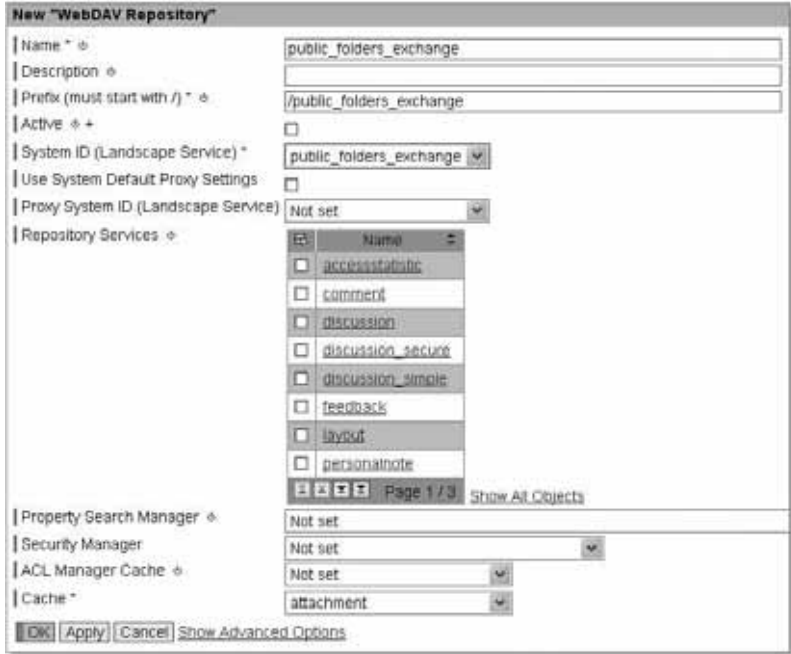 New "WebDAV Repository"
Name *
public_folders_exchange
Description
Prefix (must start with /) *
/public_folders_exchange
Active +
System ID (Landscape Service) *
public_folders_exchange
Use System Default Proxy Settings
Proxy System ID (Landscape Service)
Not set
Repository Services
Name
accessstatistic
comment
discussion
discussion_secure
discussion_simple
feedback
layout
personalnote
Page 1 / 3
Show All Objects
Property Search Manager
Not set
Security Manager
Not set
ACL Manager Cache
Not set
Cache *
attachment
OK Apply Cancel Show Advanced Options